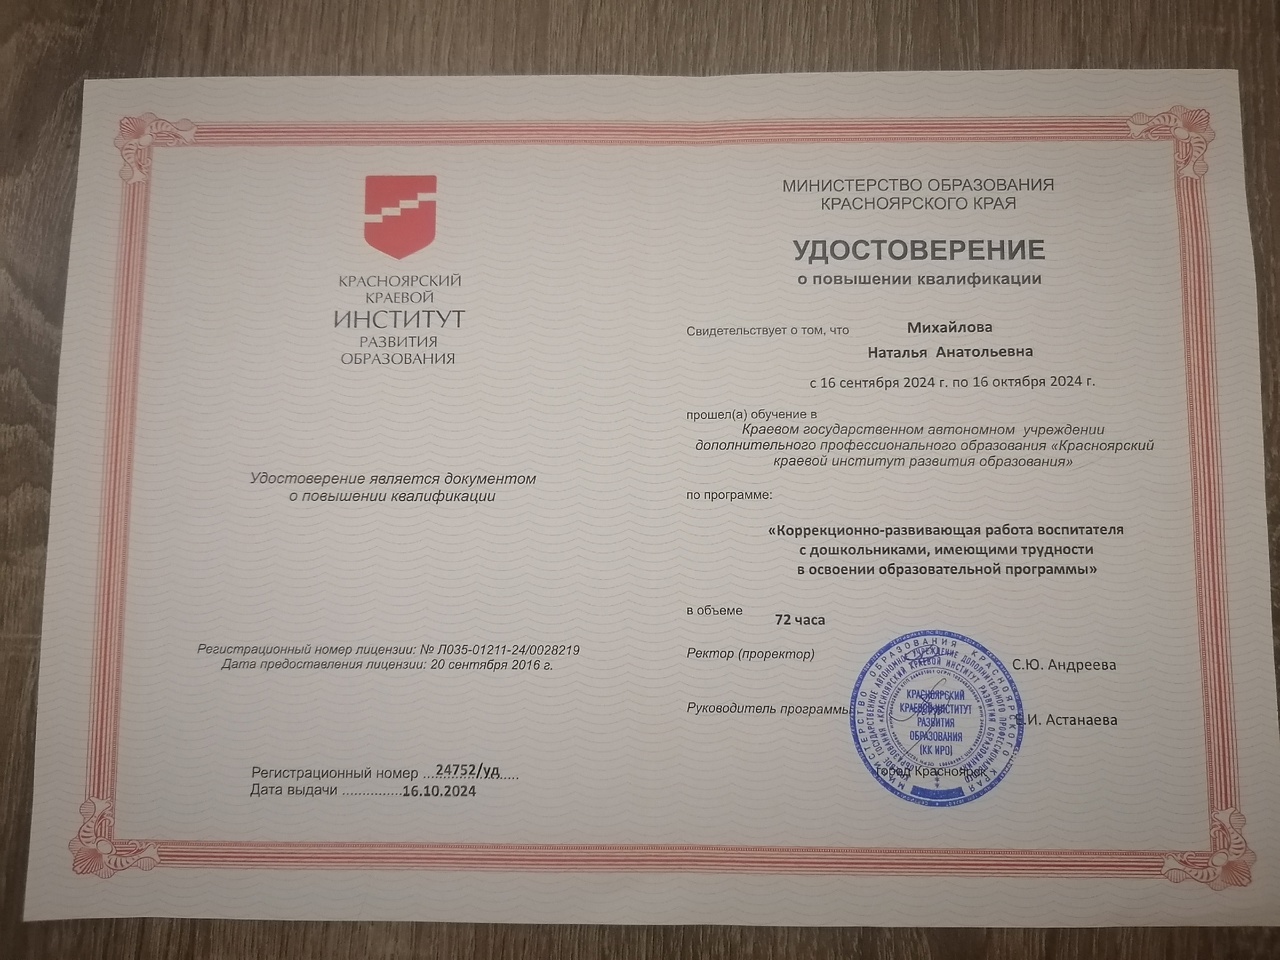 КРАСНОЯРСКИЙ
КРАЕВОЙ
ИНСТИТУТ
РАЗВИТИЯ
ОБРАЗОВАНИЯ
Удостоверение является документом
о повышении квалификации
Регистрационный номер лицензии: № Л035-01211-24/0028219
Дата предоставления лицензии: 20 сентября 2016 г.
Регистрационный номер ...24752/уд.....
Дата выдачи ...............16.10.2024
МИНИСТЕРСТВО ОБРАЗОВАНИЯ
КРАСНОЯРСКОГО КРАЯ
УДОСТОВЕРЕНИЕ
о повышении квалификации
Свидетельствует о том, что Михайлова
Наталья Анатольевна
с 16 сентября 2024 г. по 16 октября 2024 г.
прошел(а) обучение в
Краевом государственном автономном учреждении
дополнительного профессионального образования «Красноярский
краевой институт развития образования»
по программе:
«Коррекционно-развивающая работа воспитателя
с дошкольниками, имеющими трудности
в освоении образовательной программы»
в объеме 72 часа
Ректор (проректор) С.Ю. Андреева
Руководитель программы И. Астанаева
город Красноярск
МИНИСТЕРСТВО ОБРАЗОВАНИЯ КРАСНОЯРСКОГО КРАЯ
КРАСНОЯРСКИЙ
КРАЕВОЙ ИНСТИТУТ
РАЗВИТИЯ
ОБРАЗОВАНИЯ
(КК ИРО)